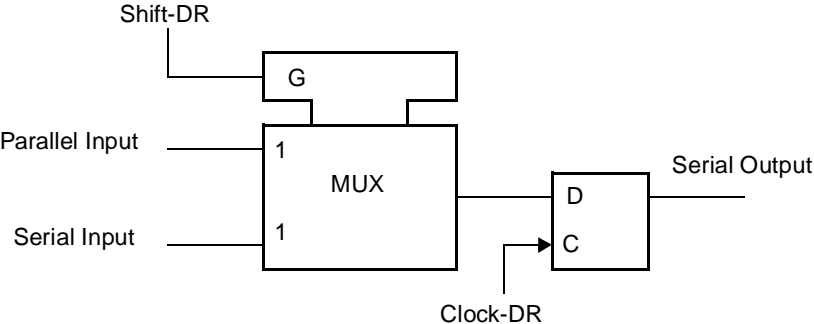 Shift-DR
G
Parallel Input
1
MUX
Serial Output
D
Serial Input
1
C
Clock-DR